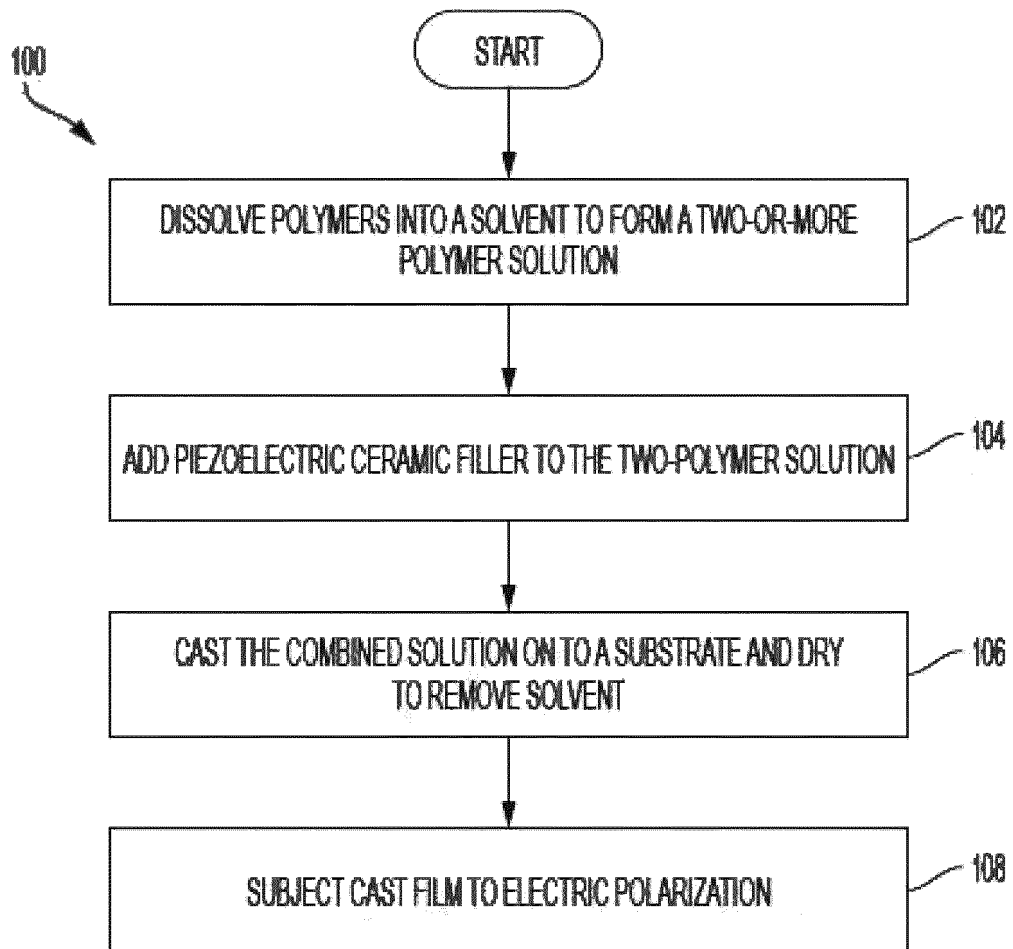 START
100
DISSOLVE POLYMERS INTO A SOLVENT TO FORM A TWO-OR-MORE
POLYMER SOLUTION
102
ADD PIEZOELECTRIC CERAMIC FILLER TO THE TWO-POLYMER SOLUTION
104
CAST THE COMBINED SOLUTION ON TO A SUBSTRATE AND DRY
TO REMOVE SOLVENT
106
SUBJECT CAST FILM TO ELECTRIC POLARIZATION
108